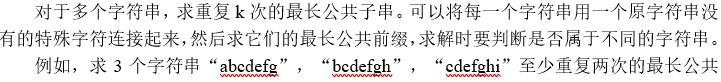 对于多个字符串，求重复 k 次的最长公共子串。可以将每一个字符串用一个原字符串没
有的特殊字符连接起来，然后求它们的最长公共前缀，求解时要判断是否属于不同的字符串。
例如，求 3 个字符串“abcdefg”，“bcdefgh”，“cdefghi”至少重复两次的最长公共